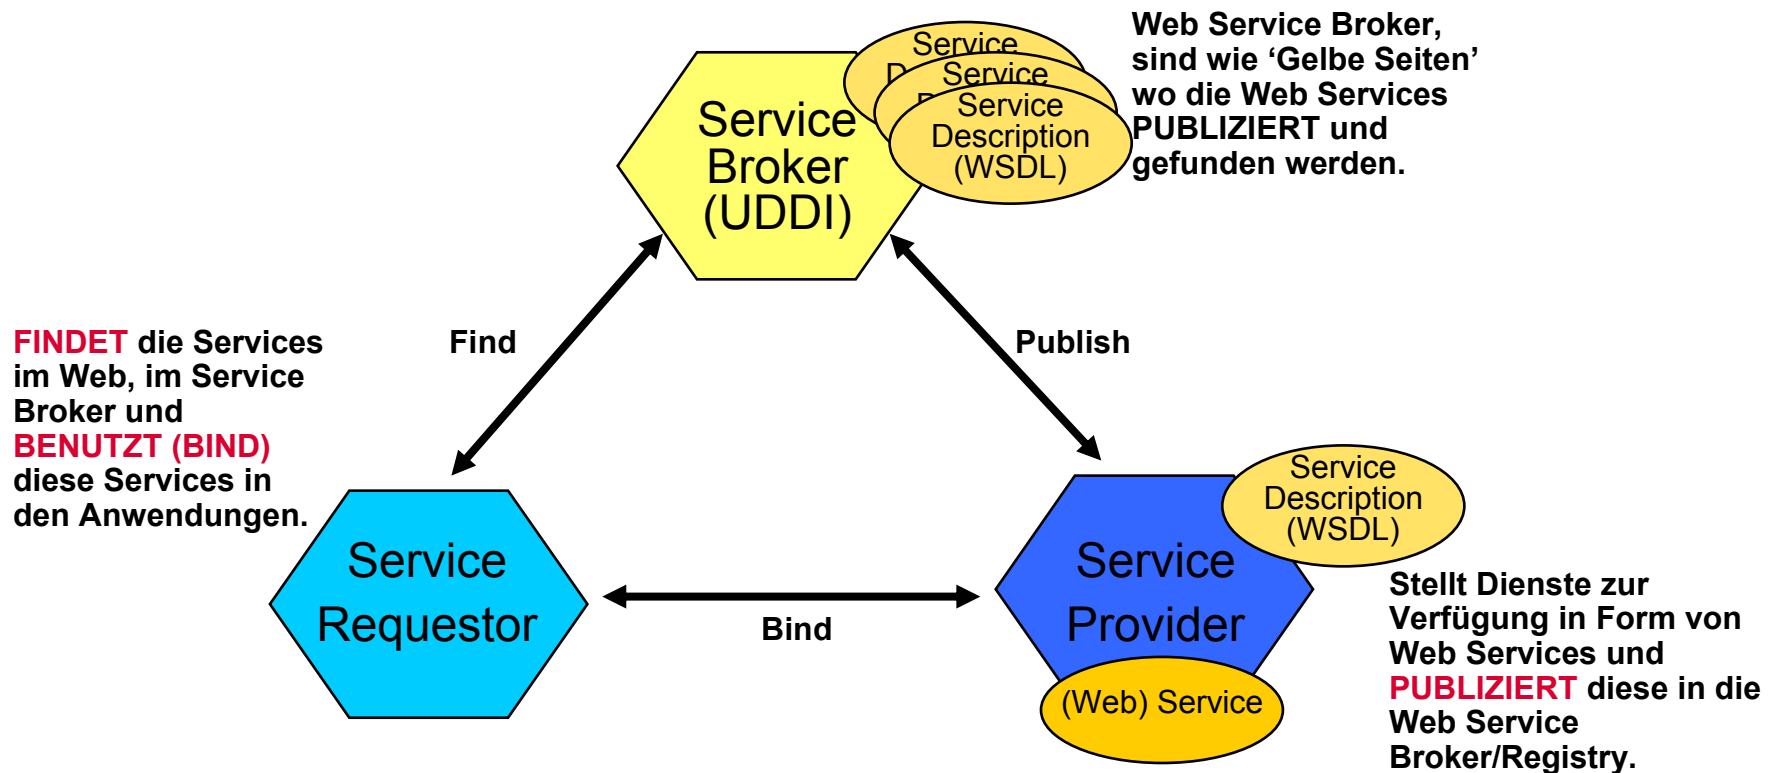 Service
Service
Service
Description
(WSDL)
Web Service Broker,
sind wie ‘Gelbe Seiten’
wo die Web Services
PUBLIZIERT und
gefunden werden.
Service
Broker
(UDDI)
FINDET die Services
im Web, im Service
Broker und
BENUTZT (BIND)
diese Services in
den Anwendungen.
Find
Publish
Service
Requestor
Bind
Service
Provider
Service
Description
(WSDL)
(Web) Service
Stellt Dienste zur
Verfügung in Form von
Web Services und
PUBLIZIERT diese in die
Web Service
Broker/Registry.